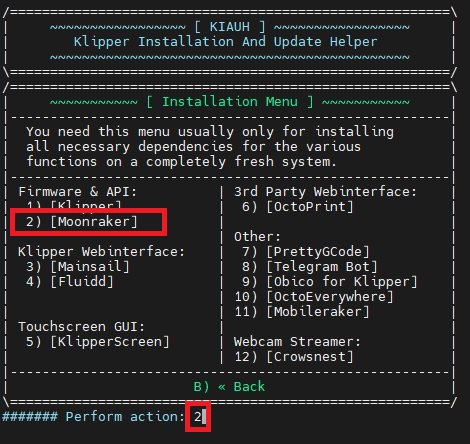 /=======================================================\
|     ~~~~~~~~~~~~~~~~~ [ KIAUH ] ~~~~~~~~~~~~~~~~~     |
|        Klipper Installation And Update Helper         |
|     ~~~~~~~~~~~~~~~~~~~~~~~~~~~~~~~~~~~~~~~~~~~~~     |
\=======================================================/
/=======================================================\
|     ~~~~~~~~~~~ [ Installation Menu ] ~~~~~~~~~~~     |
|-------------------------------------------------------|
|  You need this menu usually only for installing       |
|  all necessary dependencies for the various           |
|  functions on a completely fresh system.              |
|-------------------------------------------------------|
| Firmware & API:          | 3rd Party Webinterface:    |
|  1) [Klipper]            |  6) [OctoPrint]            |
|  2) [Moonraker]          |                            |
|                          | Other:                     |
| Klipper Webinterface:    |  7) [PrettyGCode]          |
|  3) [Mainsail]           |  8) [Telegram Bot]         |
|  4) [Fluidd]             |  9) [Obico for Klipper]    |
|                          | 10) [OctoEverywhere]       |
|                          | 11) [Mobileraker]          |
| Touchscreen GUI:         |                            |
|  5) [KlipperScreen]      | Webcam Streamer:           |
|                          | 12) [Crowsnest]            |
|-------------------------------------------------------|
|                       B) « Back                       |
\=======================================================/
####### Perform action: 2